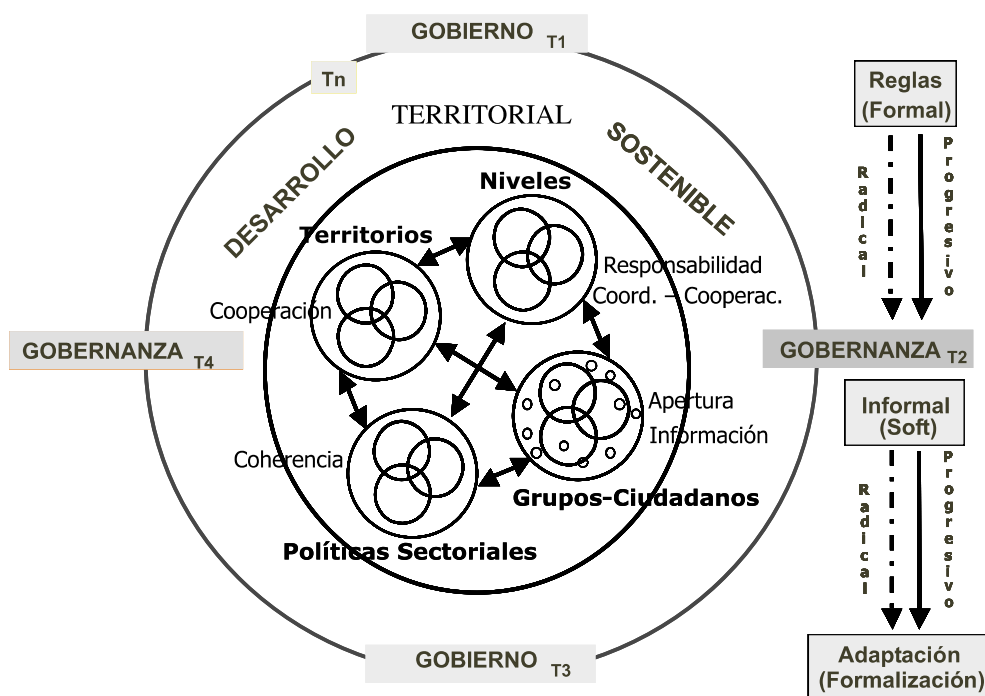 GOBIERNO T1
Tn
TERRITORIAL
DESARROLLO
SOSTENIBLE
Niveles
Territorios
Responsabilidad
Coord. – Cooperac.
Cooperación
GOBERNANZA T4
GOBERNANZA T2
Apertura
Información
Coherencia
Grupos-Ciudadanos
Políticas Sectoriales
GOBIERNO T3
Reglas
(Formal)
Radical
Progresivo
Informal
(Soft)
Radical
Progresivo
Adaptación
(Formalización)